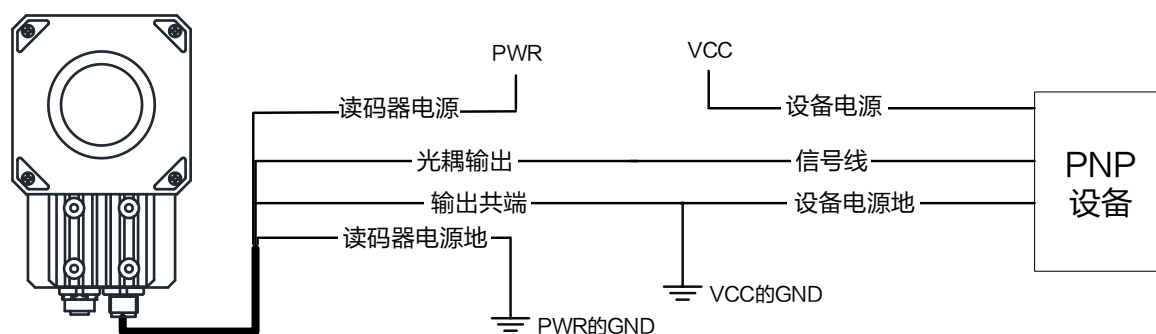 PWR
VCC
读码器电源
设备电源
光耦输出
信号线
PNP
设备
输出共端
设备电源地
读码器电源地
VCC的GND
PWR的GND